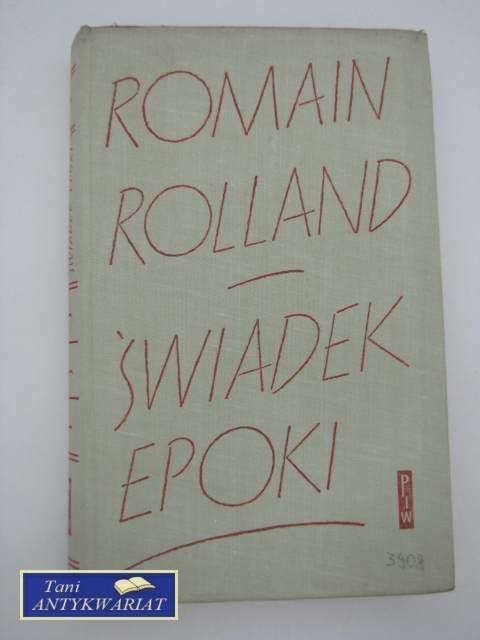 ROMAIN
ROLLAND
ŚWIADEK
EPOKI
PIW
3908
Tani
ANTYKWARIAT